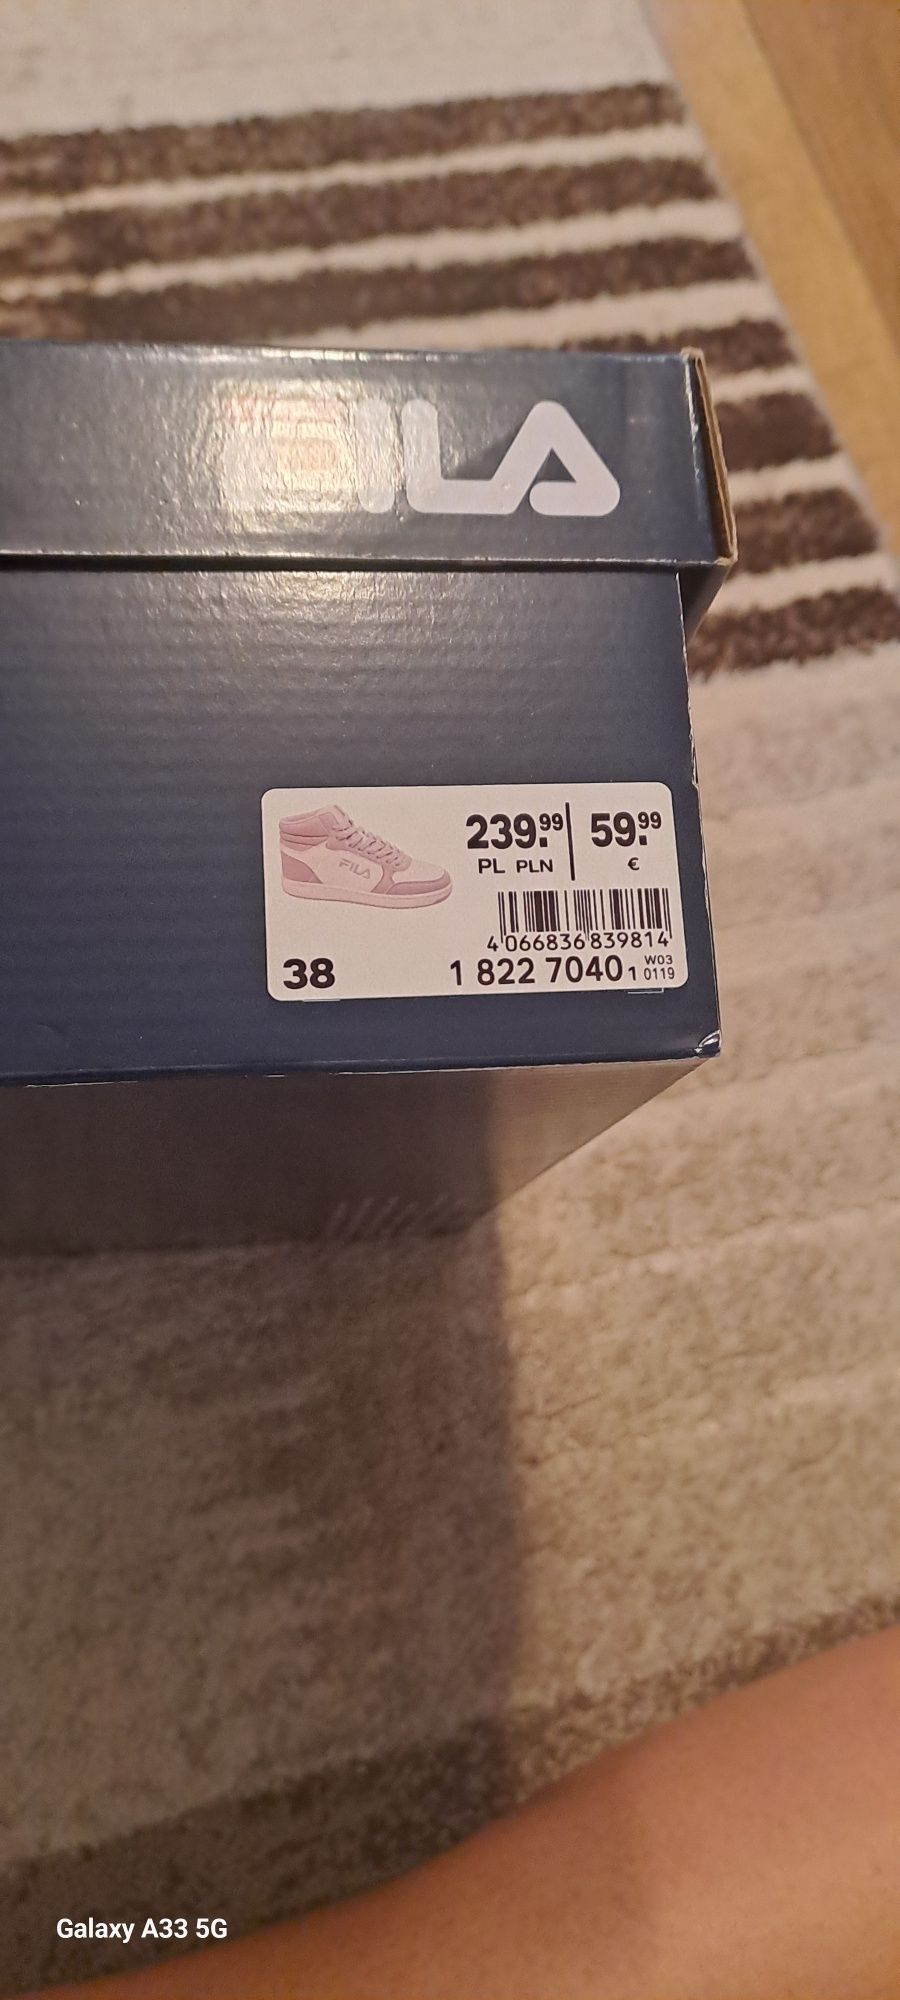 FILA
FILA
239.99 59.99
PL PLN €
4 066836 839814
38
1 822 7040 1 W03 0119
Galaxy A33 5G